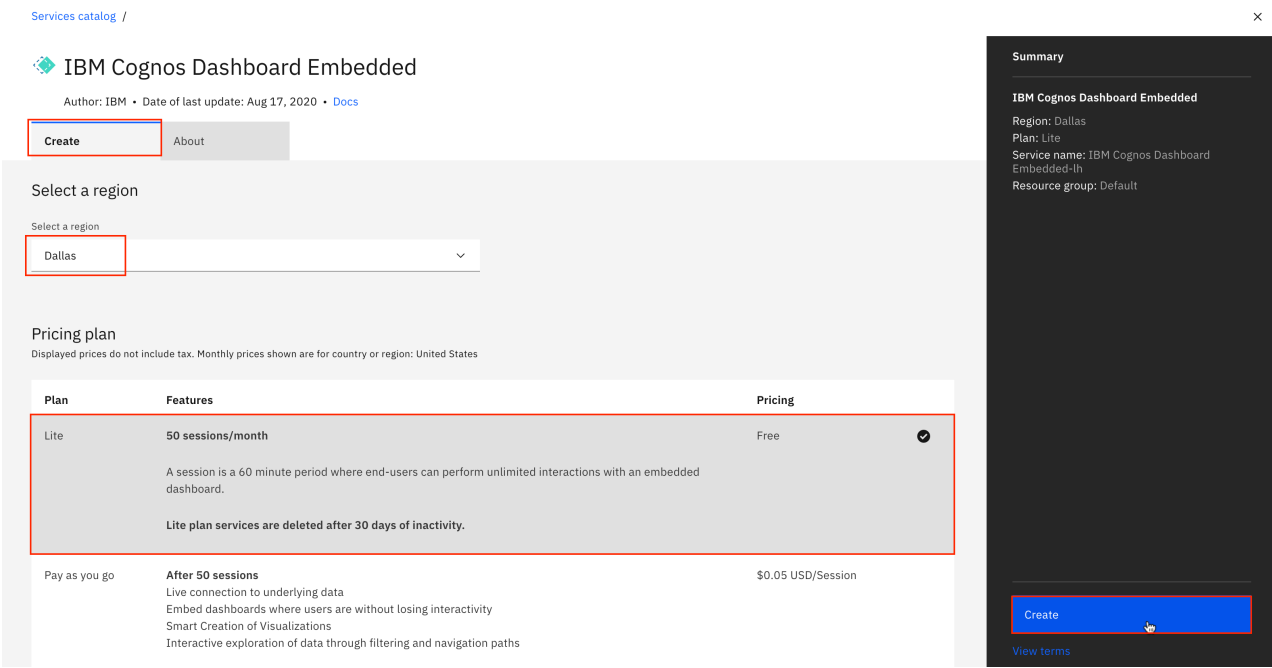 Services catalog /
IBM Cognos Dashboard Embedded
Author: IBM • Date of last update: Aug 17, 2020 • Docs
Create
About
Select a region
Select a region
Dallas
Pricing plan
Displayed prices do not include tax. Monthly prices shown are for country or region: United States
Plan Features Pricing
Lite 50 sessions/month Free
A session is a 60 minute period where end-users can perform unlimited interactions with an embedded
dashboard.
Lite plan services are deleted after 30 days of inactivity.
Pay as you go After 50 sessions $0.05 USD/Session
Live connection to underlying data
Embed dashboards where users are without losing interactivity
Smart Creation of Visualizations
Interactive exploration of data through filtering and navigation paths
Summary
IBM Cognos Dashboard Embedded
Region: Dallas
Plan: Lite
Service name: IBM Cognos Dashboard
Embedded-lh
Resource group: Default
Create
View terms